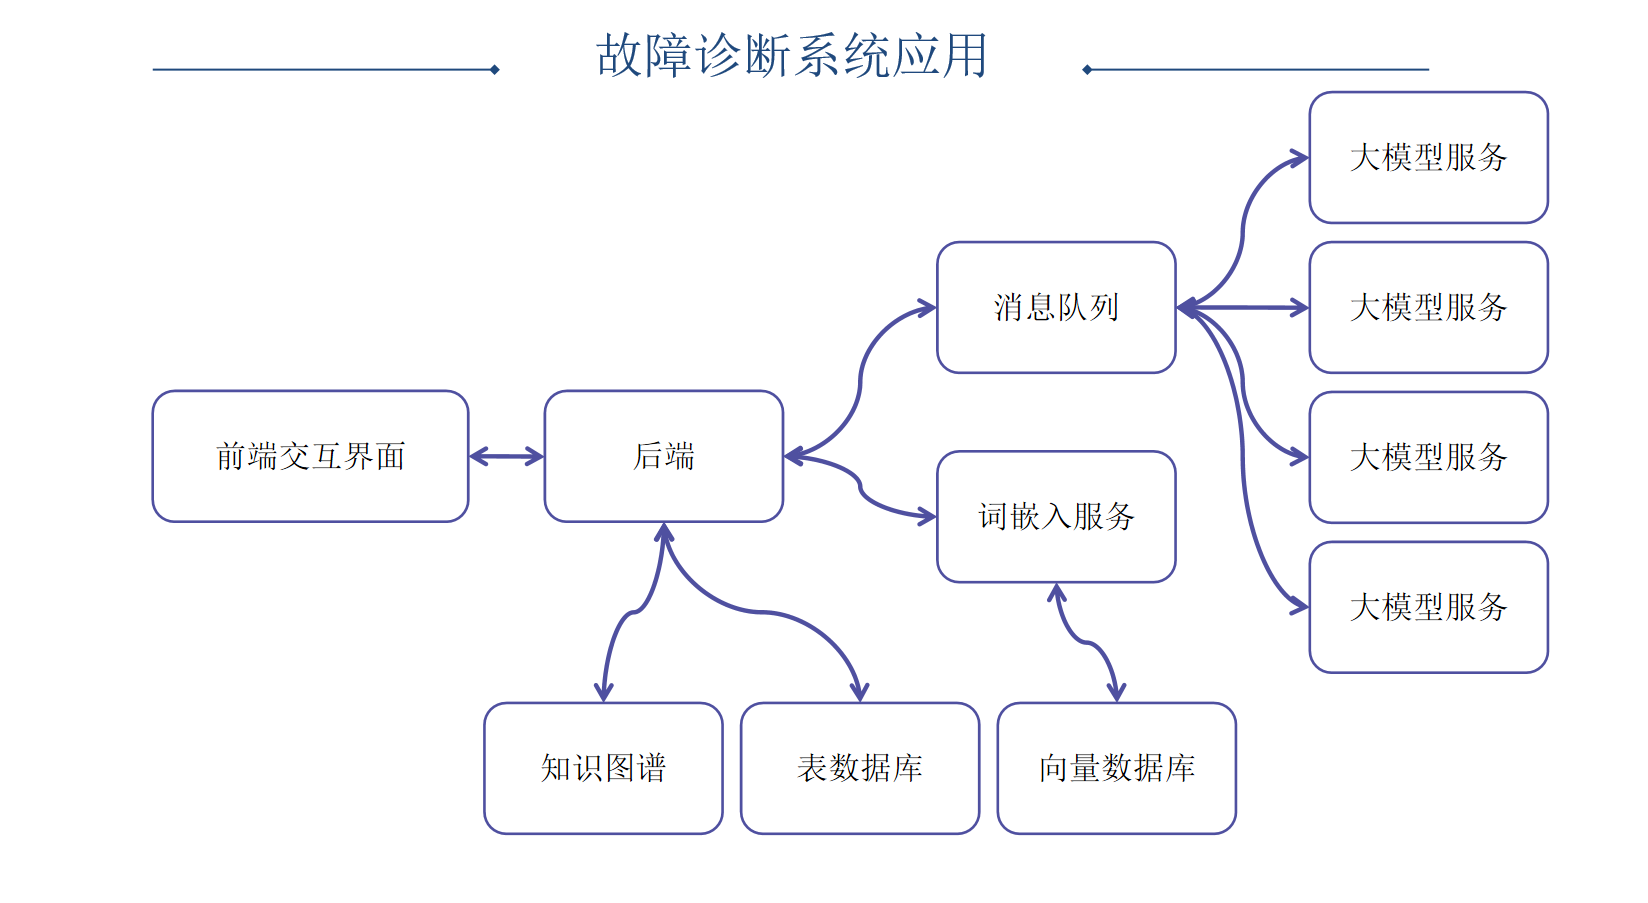 故障诊断系统应用
大模型服务
消息队列
大模型服务
前端交互界面
后端
大模型服务
词嵌入服务
大模型服务
知识图谱
表数据库
向量数据库